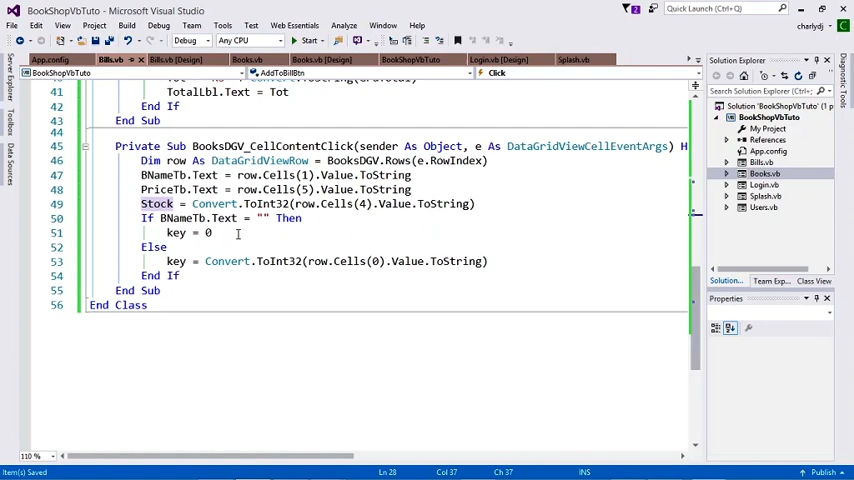 BookShopVbTuto - Microsoft Visual Studio
Quick Launch (Ctrl+Q)
File Edit View Project Build Debug Team Tools Test Web Essentials Analyze Window Help
charlydj
Debug Any CPU Start
App.config Bills.vb Bills.vb [Design] Books.vb Books.vb [Design] BookShopVbTuto Login.vb [Design] Splash.vb
BookShopVbTuto AddToBillBtn Click
41 TotalLbl.Text = Tot
42 End If
43 End Sub
44
45 Private Sub BooksDGV_CellContentClick(sender As Object, e As DataGridViewCellEventArgs) H
46 Dim row As DataGridViewRow = BooksDGV.Rows(e.RowIndex)
47 BNameTb.Text = row.Cells(1).Value.ToString
48 PriceTb.Text = row.Cells(5).Value.ToString
49 Stock = Convert.ToInt32(row.Cells(4).Value.ToString)
50 If BNameTb.Text = "" Then
51 key = 0
52 Else
53 key = Convert.ToInt32(row.Cells(0).Value.ToString)
54 End If
55 End Sub
56 End Class
110 %
Server Explorer
Toolbox
Data Sources
Solution Explorer
Search Solution Explorer (Ctrl+;)
Solution 'BookShopVbTuto' (1 p
BookShopVbTuto
My Project
References
App.config
Bills.vb
Books.vb
Login.vb
Splash.vb
Users.vb
Solution... Team Exp... Class View
Properties
Diagnostic Tools
Item(s) Saved Ln 28 Col 37 Ch 37 INS Publish